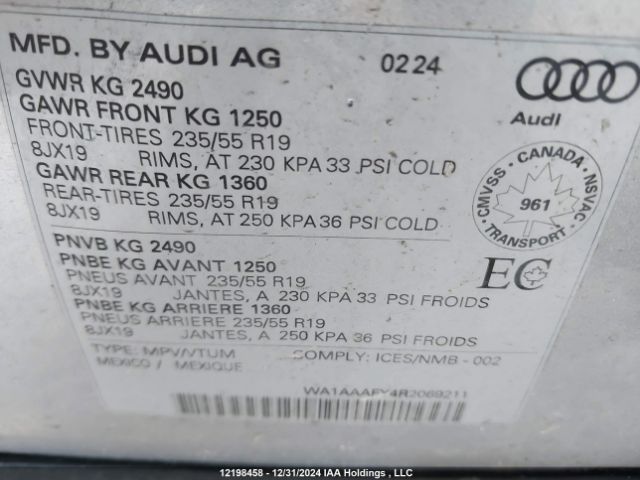 MFD. BY AUDI AG 0224
Audi
GVWR KG 2490
GAWR FRONT KG 1250
FRONT-TIRES 235/55 R19
8JX19 RIMS, AT 230 KPA 33 PSI COLD
GAWR REAR KG 1360
REAR-TIRES 235/55 R19
8JX19 RIMS, AT 250 KPA 36 PSI COLD
CMVSS - CANADA - NSVAC
961
PNVB KG 2490
PNBE KG AVANT 1250
PNEUS AVANT 235/55 R19
8JX19 JANTES, A 230 KPA 33 PSI FROIDS
PNBE KG ARRIERE 1360
PNEUS ARRIERE 235/55 R19
8JX19 JANTES, A 250 KPA 36 PSI FROIDS
EC
TYPE: MPV/VTUM COMPLY: ICES/NMB - 002
MEXICO / MEXIQUE
WA1AAAFY4R2069211
12198458 - 12/31/2024 IAA Holdings , LLC